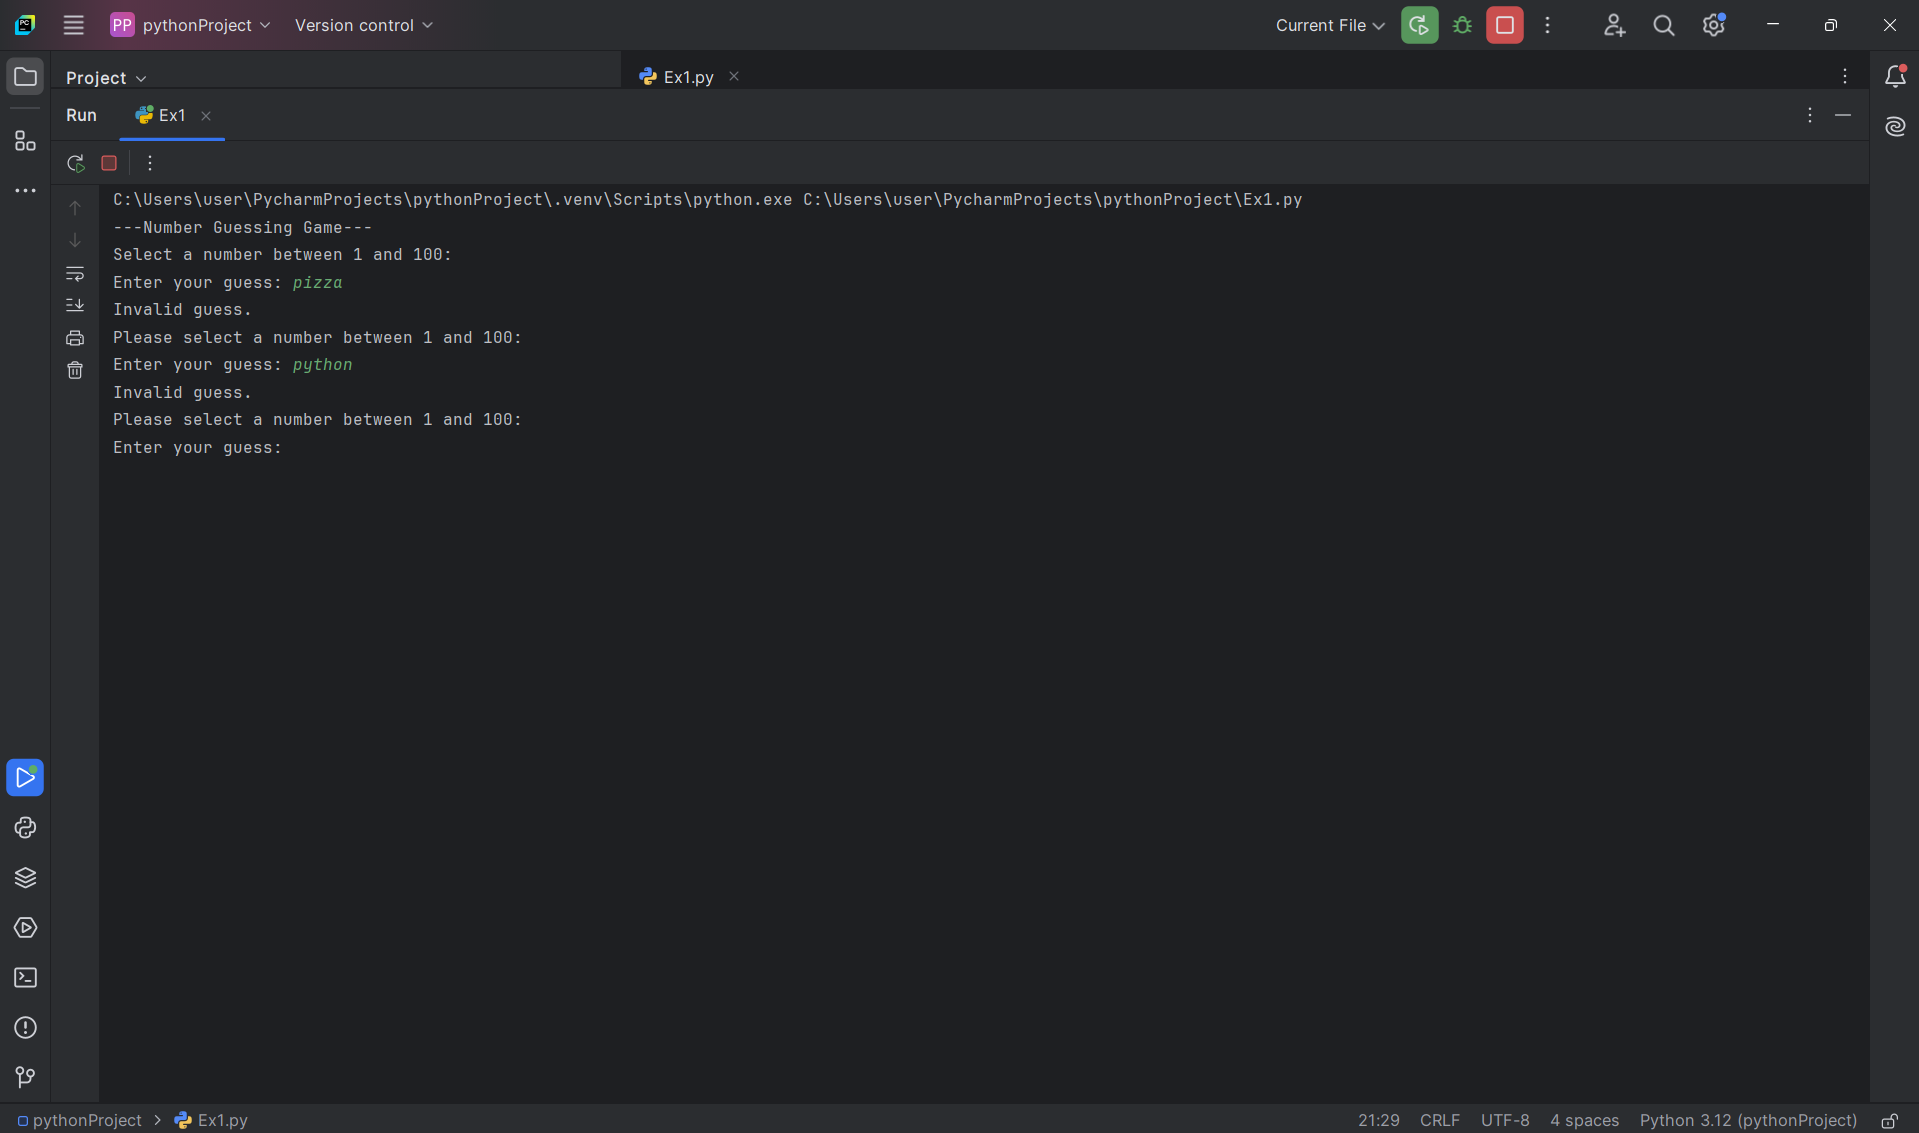 PP pythonProject Version control Current File
Project Ex1.py
Run Ex1
C:\Users\user\PycharmProjects\pythonProject\.venv\Scripts\python.exe C:\Users\user\PycharmProjects\pythonProject\Ex1.py
---Number Guessing Game---
Select a number between 1 and 100:
Enter your guess: pizza
Invalid guess.
Please select a number between 1 and 100:
Enter your guess: python
Invalid guess.
Please select a number between 1 and 100:
Enter your guess:
pythonProject > Ex1.py 21:29 CRLF UTF-8 4 spaces Python 3.12 (pythonProject)